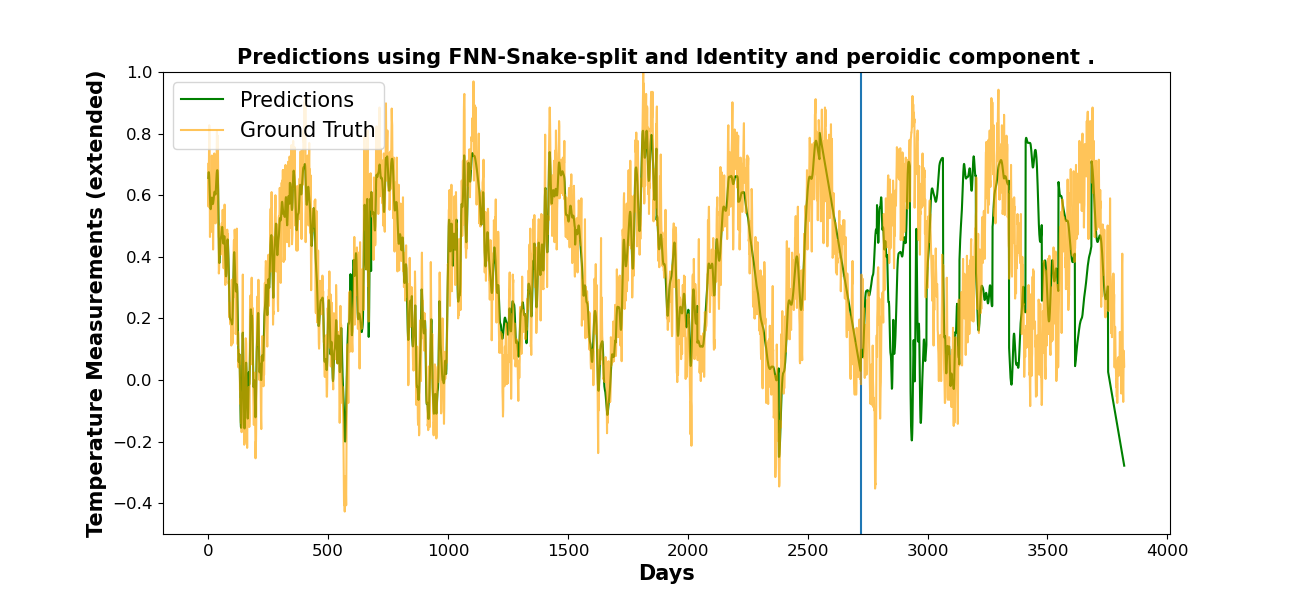 Predictions using FNN-Snake-split and Identity and peroidic component .
Temperature Measurements (extended)
1.0
0.8
0.6
0.4
0.2
0.0
−0.2
−0.4
Predictions
Ground Truth
0 500 1000 1500 2000 2500 3000 3500 4000
Days